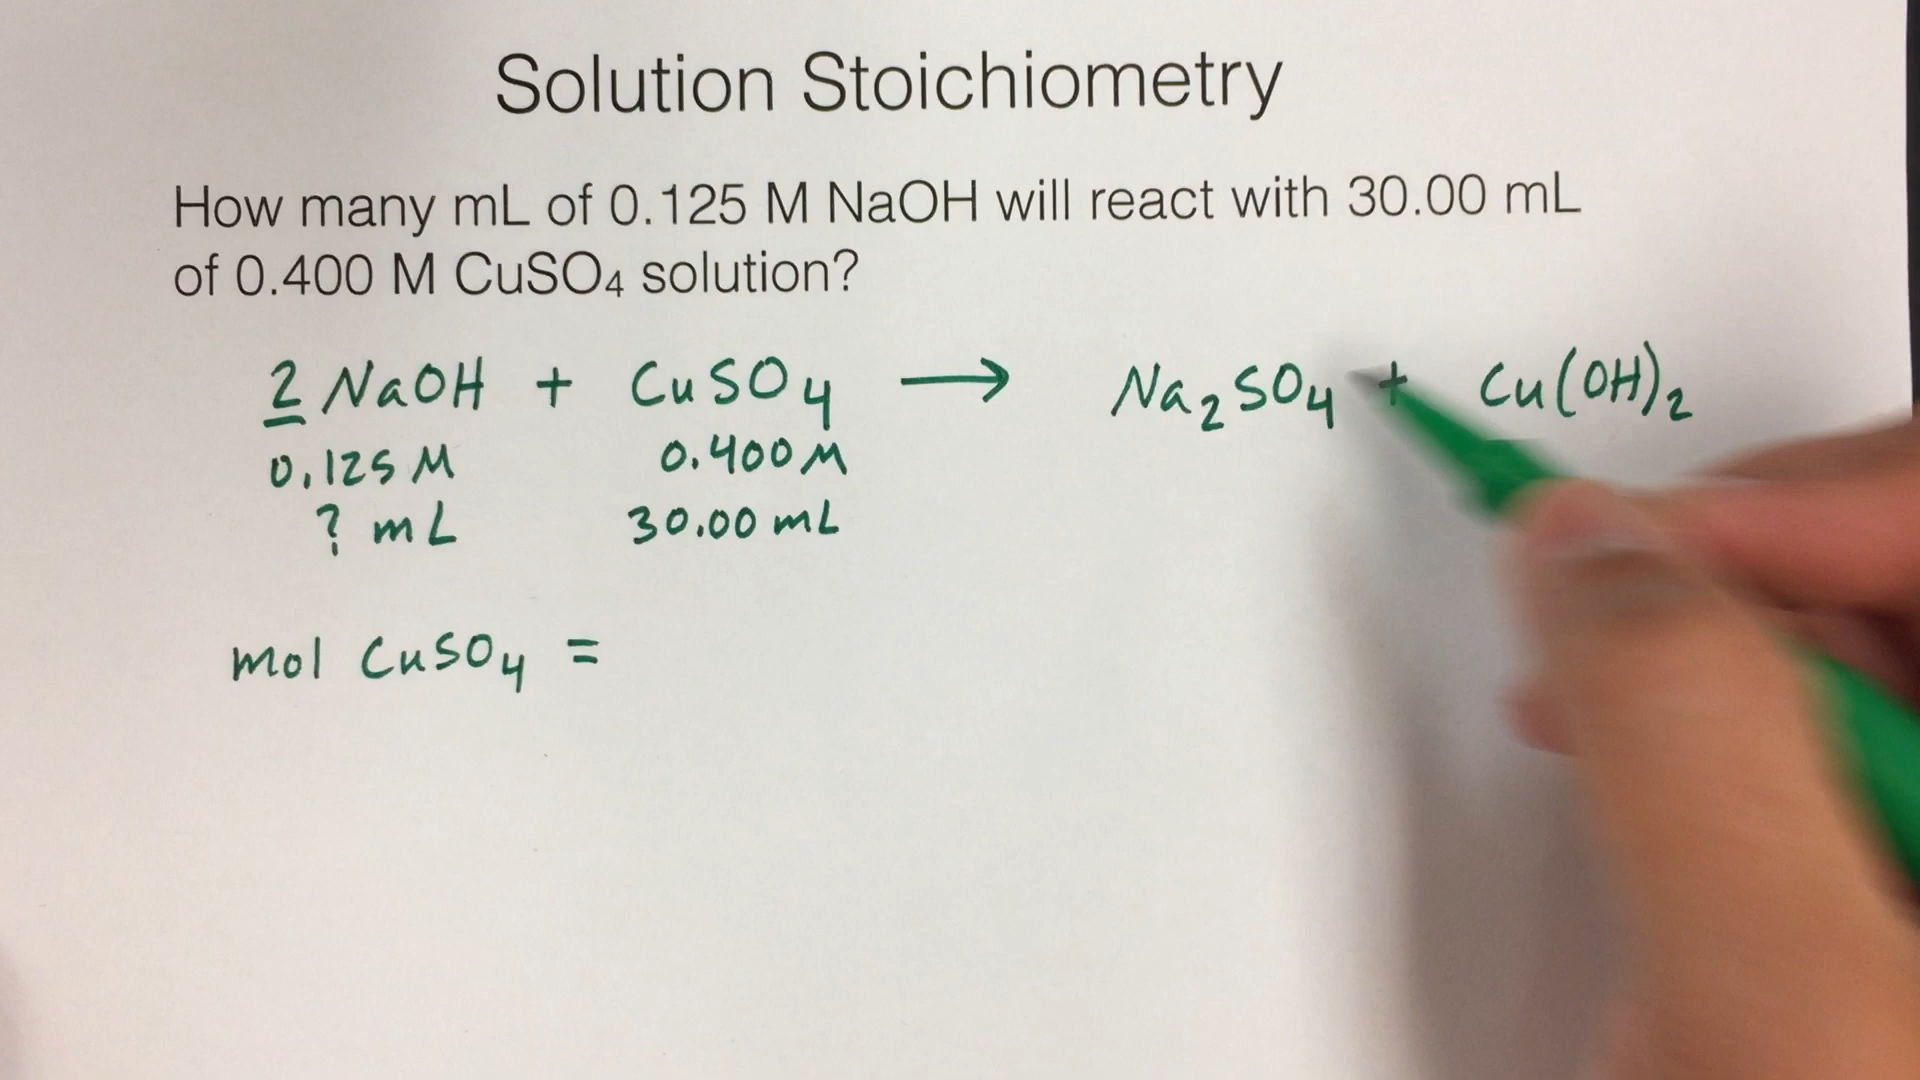 Solution Stoichiometry
How many mL of 0.125 M NaOH will react with 30.00 mL
of 0.400 M CuSO4 solution?
2 NaOH + CuSO4 → Na2SO4 + Cu(OH)2
0.125 M 0.400 M
? mL 30.00 mL
mol CuSO4 =